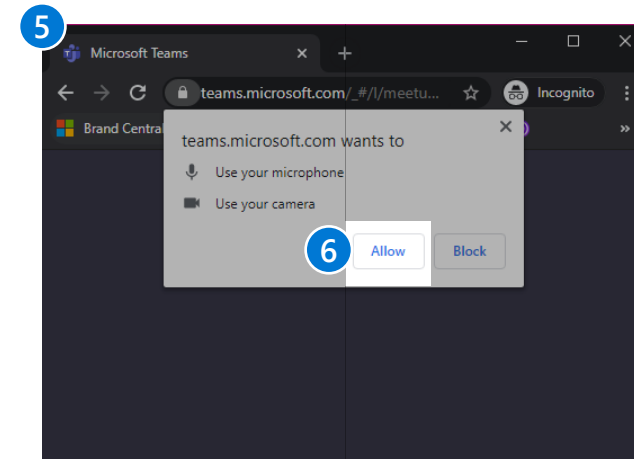 5
Microsoft Teams
teams.microsoft.com/_#/l/meetu...
Incognito
Brand Central
teams.microsoft.com wants to
Use your microphone
Use your camera
6
Allow
Block